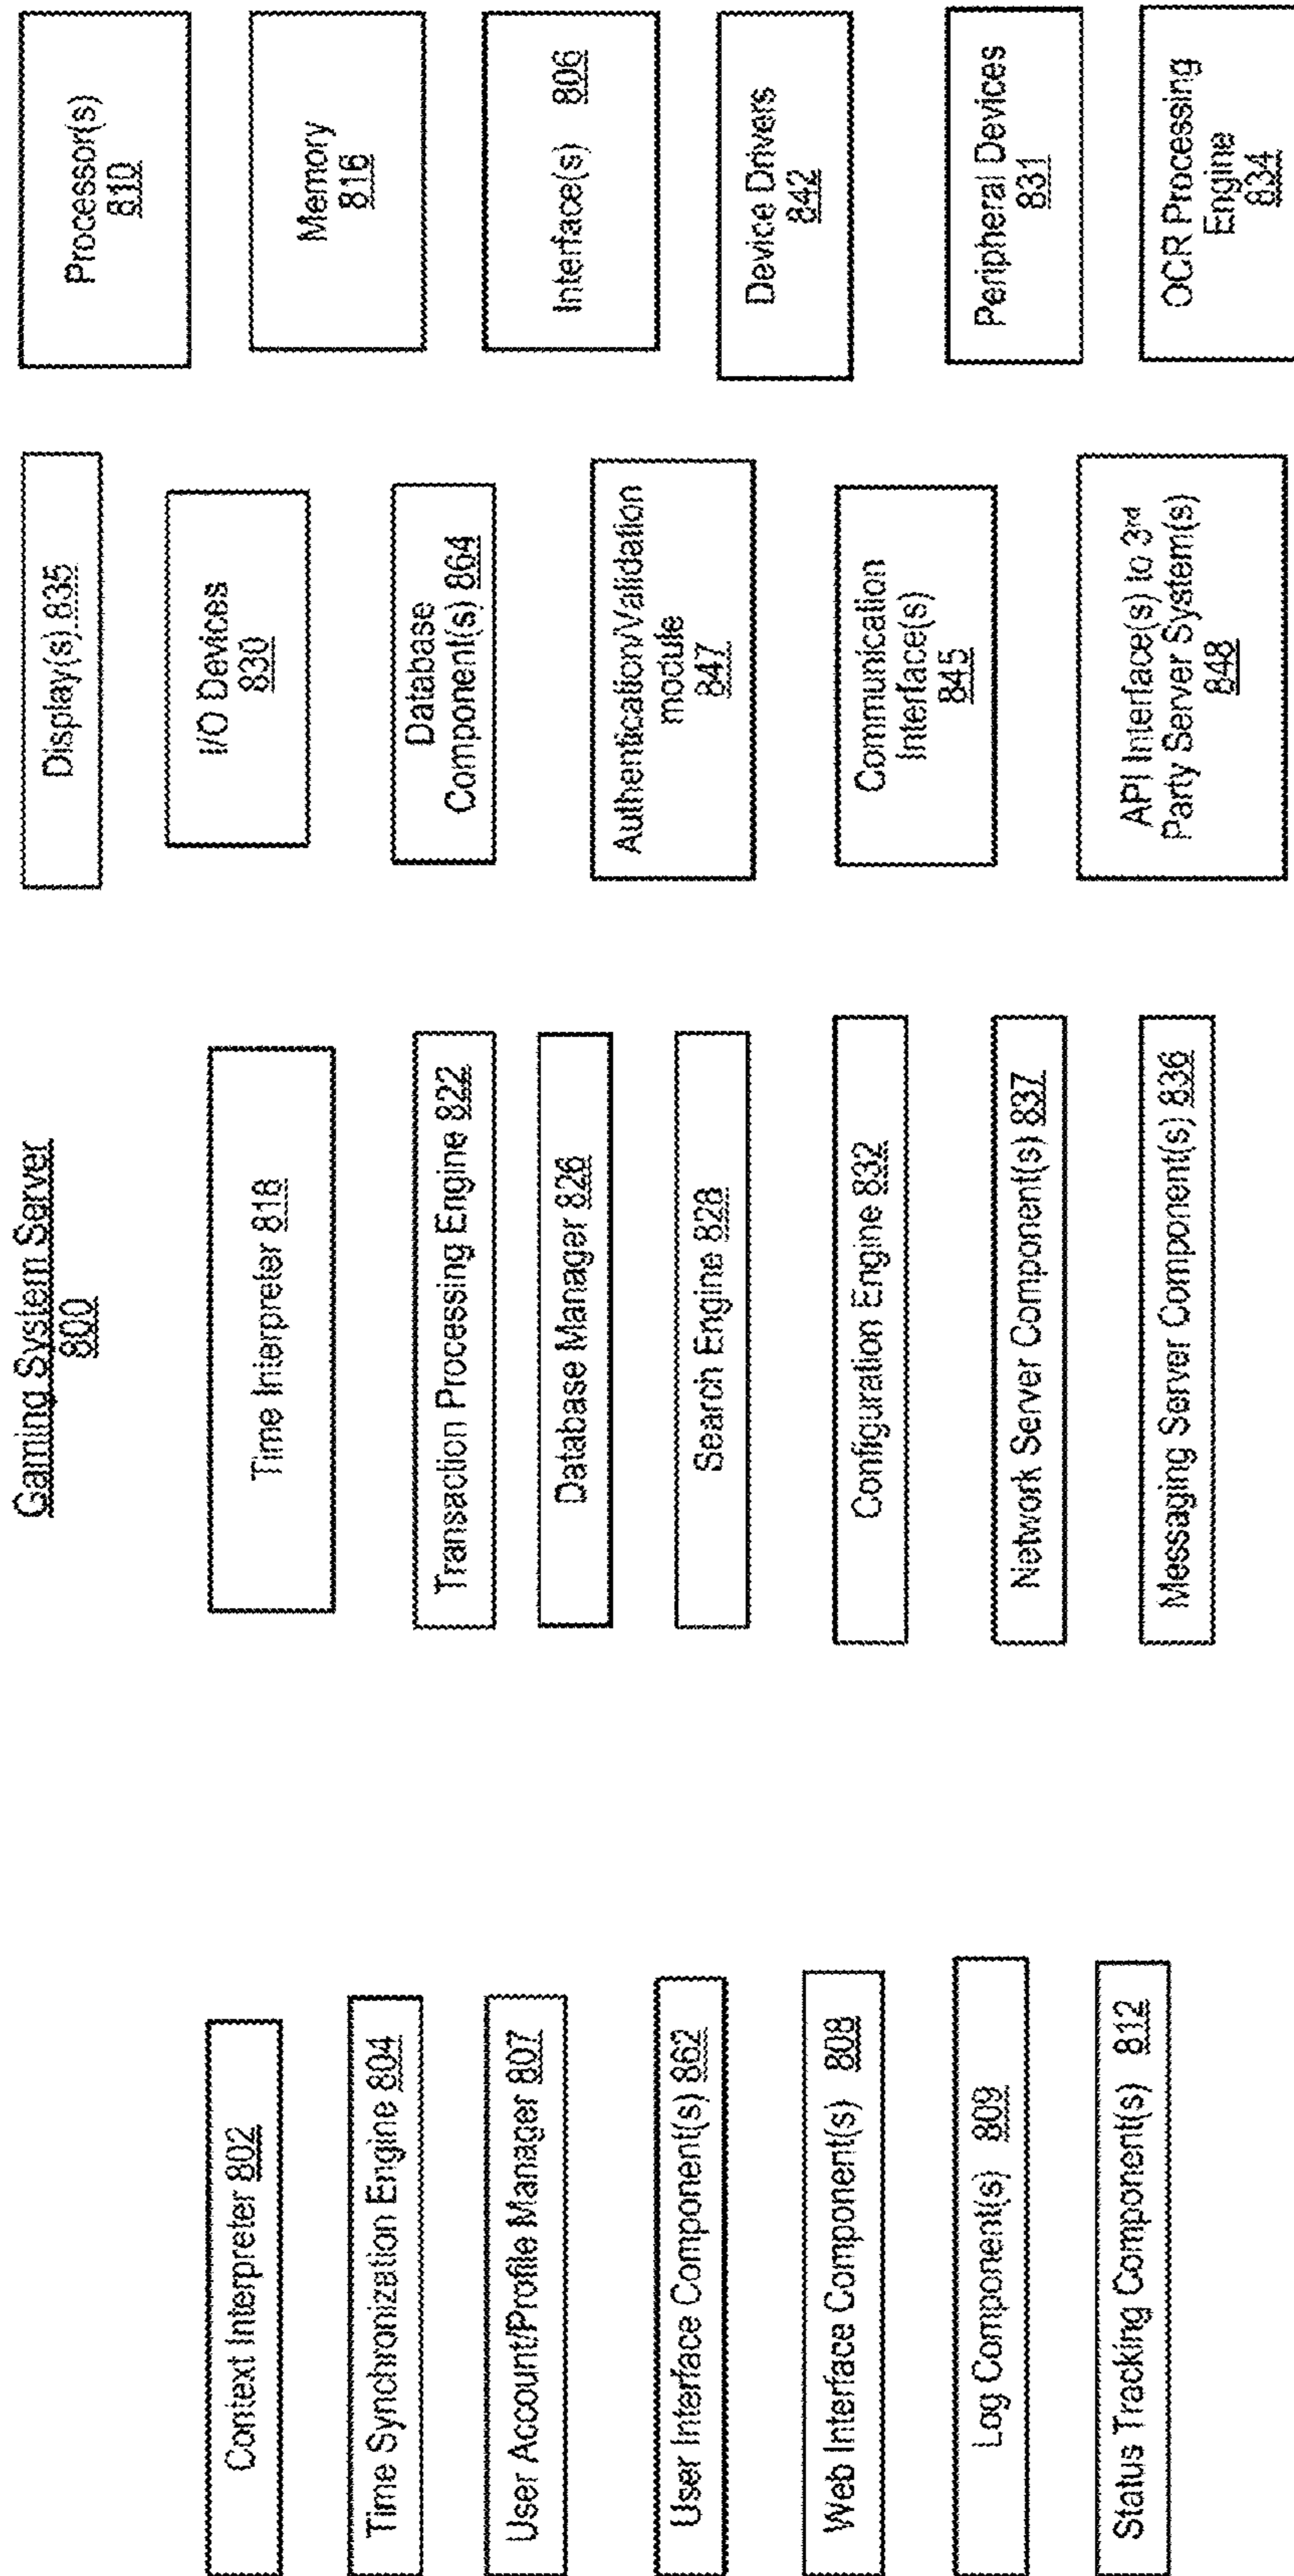 Gaming System Server
800
Context Interpreter 802
Time Synchronization Engine 804
User Account/Profile Manager 807
User Interface Component(s) 862
Web Interface Component(s) 808
Log Component(s) 809
Status Tracking Component(s) 812
Time Interpreter 818
Transaction Processing Engine 822
Database Manager 826
Search Engine 828
Configuration Engine 832
Network Server Component(s) 837
Messaging Server Component(s) 836
Display(s) 835
I/O Devices
830
Database
Component(s) 864
Authentication/Validation
module
847
Communication
Interface(s)
845
API Interface(s) to 3rd
Party Server System(s)
848
Processor(s)
810
Memory
816
Interface(s) 806
Device Drivers
842
Peripheral Devices
831
OCR Processing
Engine
834